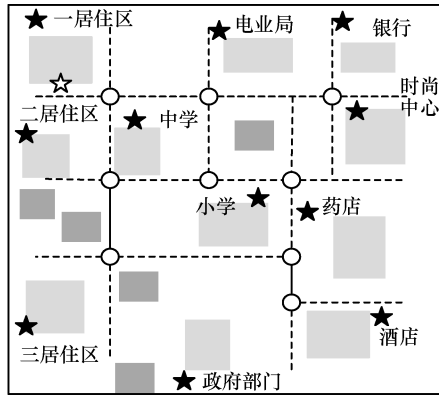 一居住区
电业局
银行
时尚
中心
二居住区
中学
小学
药店
三居住区
酒店
政府部门